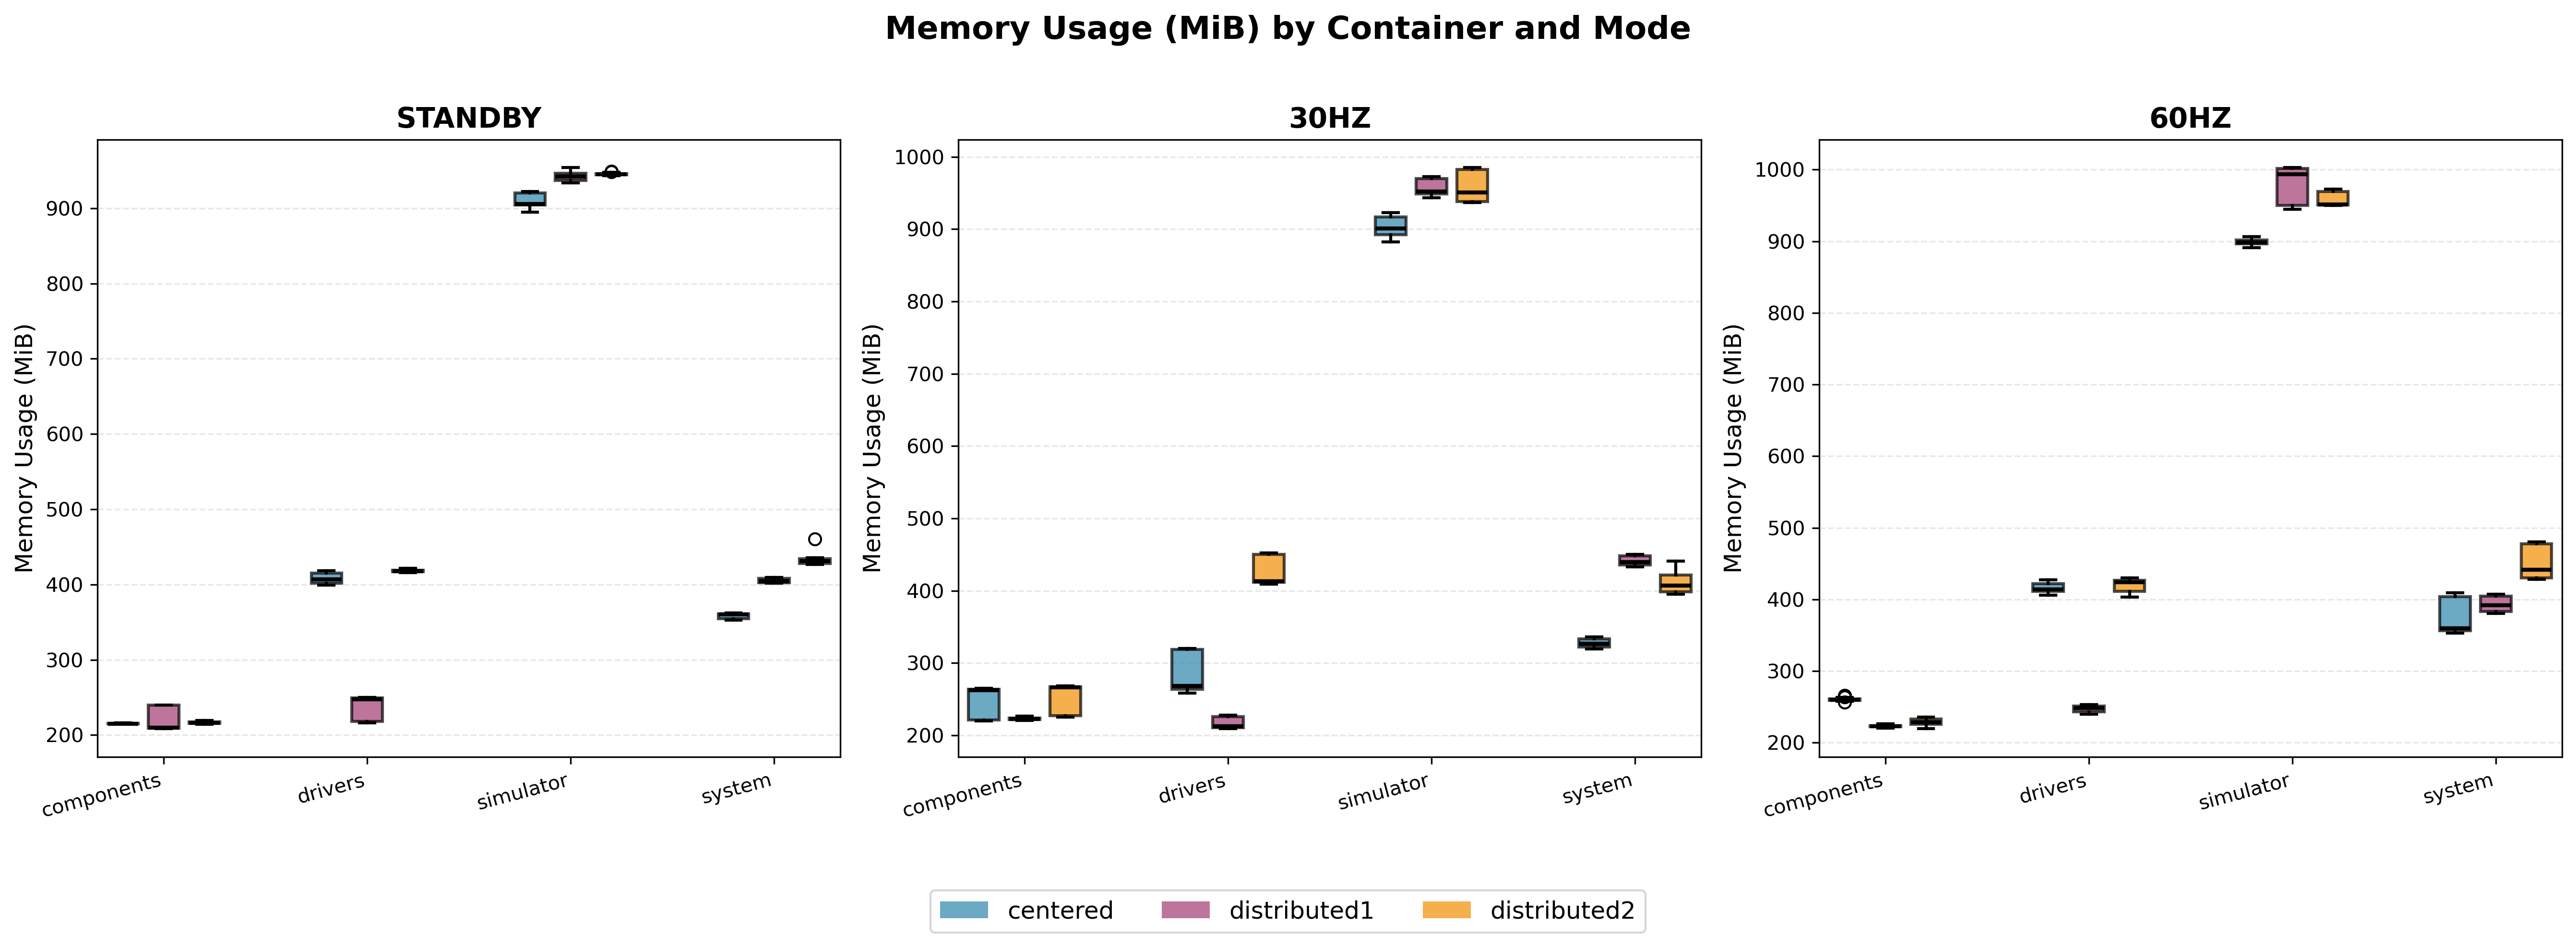 Memory Usage (MiB) by Container and Mode
STANDBY
Memory Usage (MiB)
900
800
700
600
500
400
300
200
components
drivers
simulator
system
30HZ
Memory Usage (MiB)
1000
900
800
700
600
500
400
300
200
components
drivers
simulator
system
60HZ
Memory Usage (MiB)
1000
900
800
700
600
500
400
300
200
components
drivers
simulator
system
centered
distributed1
distributed2